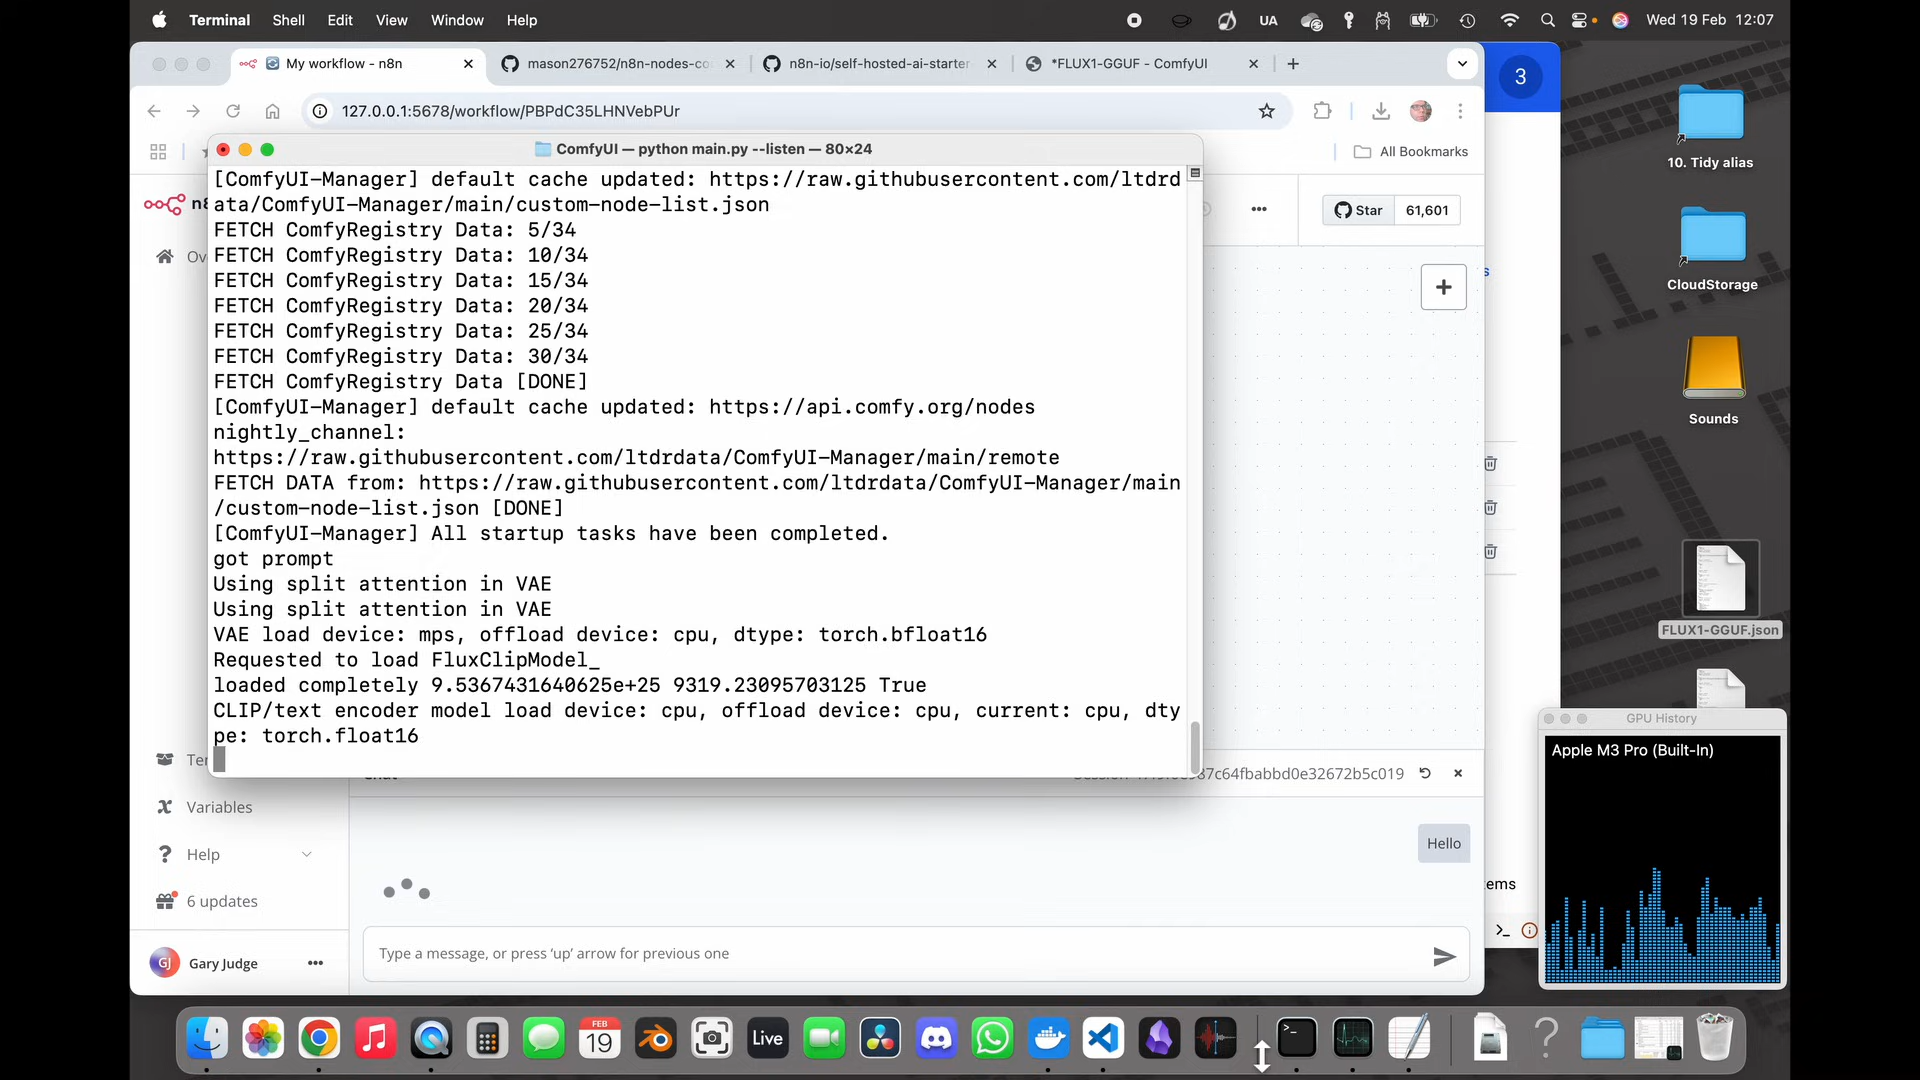 Terminal Shell Edit View Window Help UA Wed 19 Feb 12:07
My workflow - n8n
mason276752/n8n-nodes-co
n8n-io/self-hosted-ai-starter
*FLUX1-GGUF - ComfyUI
3
127.0.0.1:5678/workflow/PBPdC35LHNVebPUr
All Bookmarks
ComfyUI — python main.py --listen — 80×24
[ComfyUI-Manager] default cache updated: https://raw.githubusercontent.com/ltdrd
ata/ComfyUI-Manager/main/custom-node-list.json
FETCH ComfyRegistry Data: 5/34
FETCH ComfyRegistry Data: 10/34
FETCH ComfyRegistry Data: 15/34
FETCH ComfyRegistry Data: 20/34
FETCH ComfyRegistry Data: 25/34
FETCH ComfyRegistry Data: 30/34
FETCH ComfyRegistry Data [DONE]
[ComfyUI-Manager] default cache updated: https://api.comfy.org/nodes
nightly_channel:
https://raw.githubusercontent.com/ltdrdata/ComfyUI-Manager/main/remote
FETCH DATA from: https://raw.githubusercontent.com/ltdrdata/ComfyUI-Manager/main
/custom-node-list.json [DONE]
[ComfyUI-Manager] All startup tasks have been completed.
got prompt
Using split attention in VAE
Using split attention in VAE
VAE load device: mps, offload device: cpu, dtype: torch.bfloat16
Requested to load FluxClipModel_
loaded completely 9.5367431640625e+25 9319.23095703125 True
CLIP/text encoder model load device: cpu, offload device: cpu, current: cpu, dty
pe: torch.float16
n8
Star 61,601
Ov
Te
Variables
Help
6 updates
GJ Gary Judge
Hello
Type a message, or press ‘up’ arrow for previous one
ems
10. Tidy alias
CloudStorage
Sounds
FLUX1-GGUF.json
GPU History
Apple M3 Pro (Built-In)
FEB
19
Live